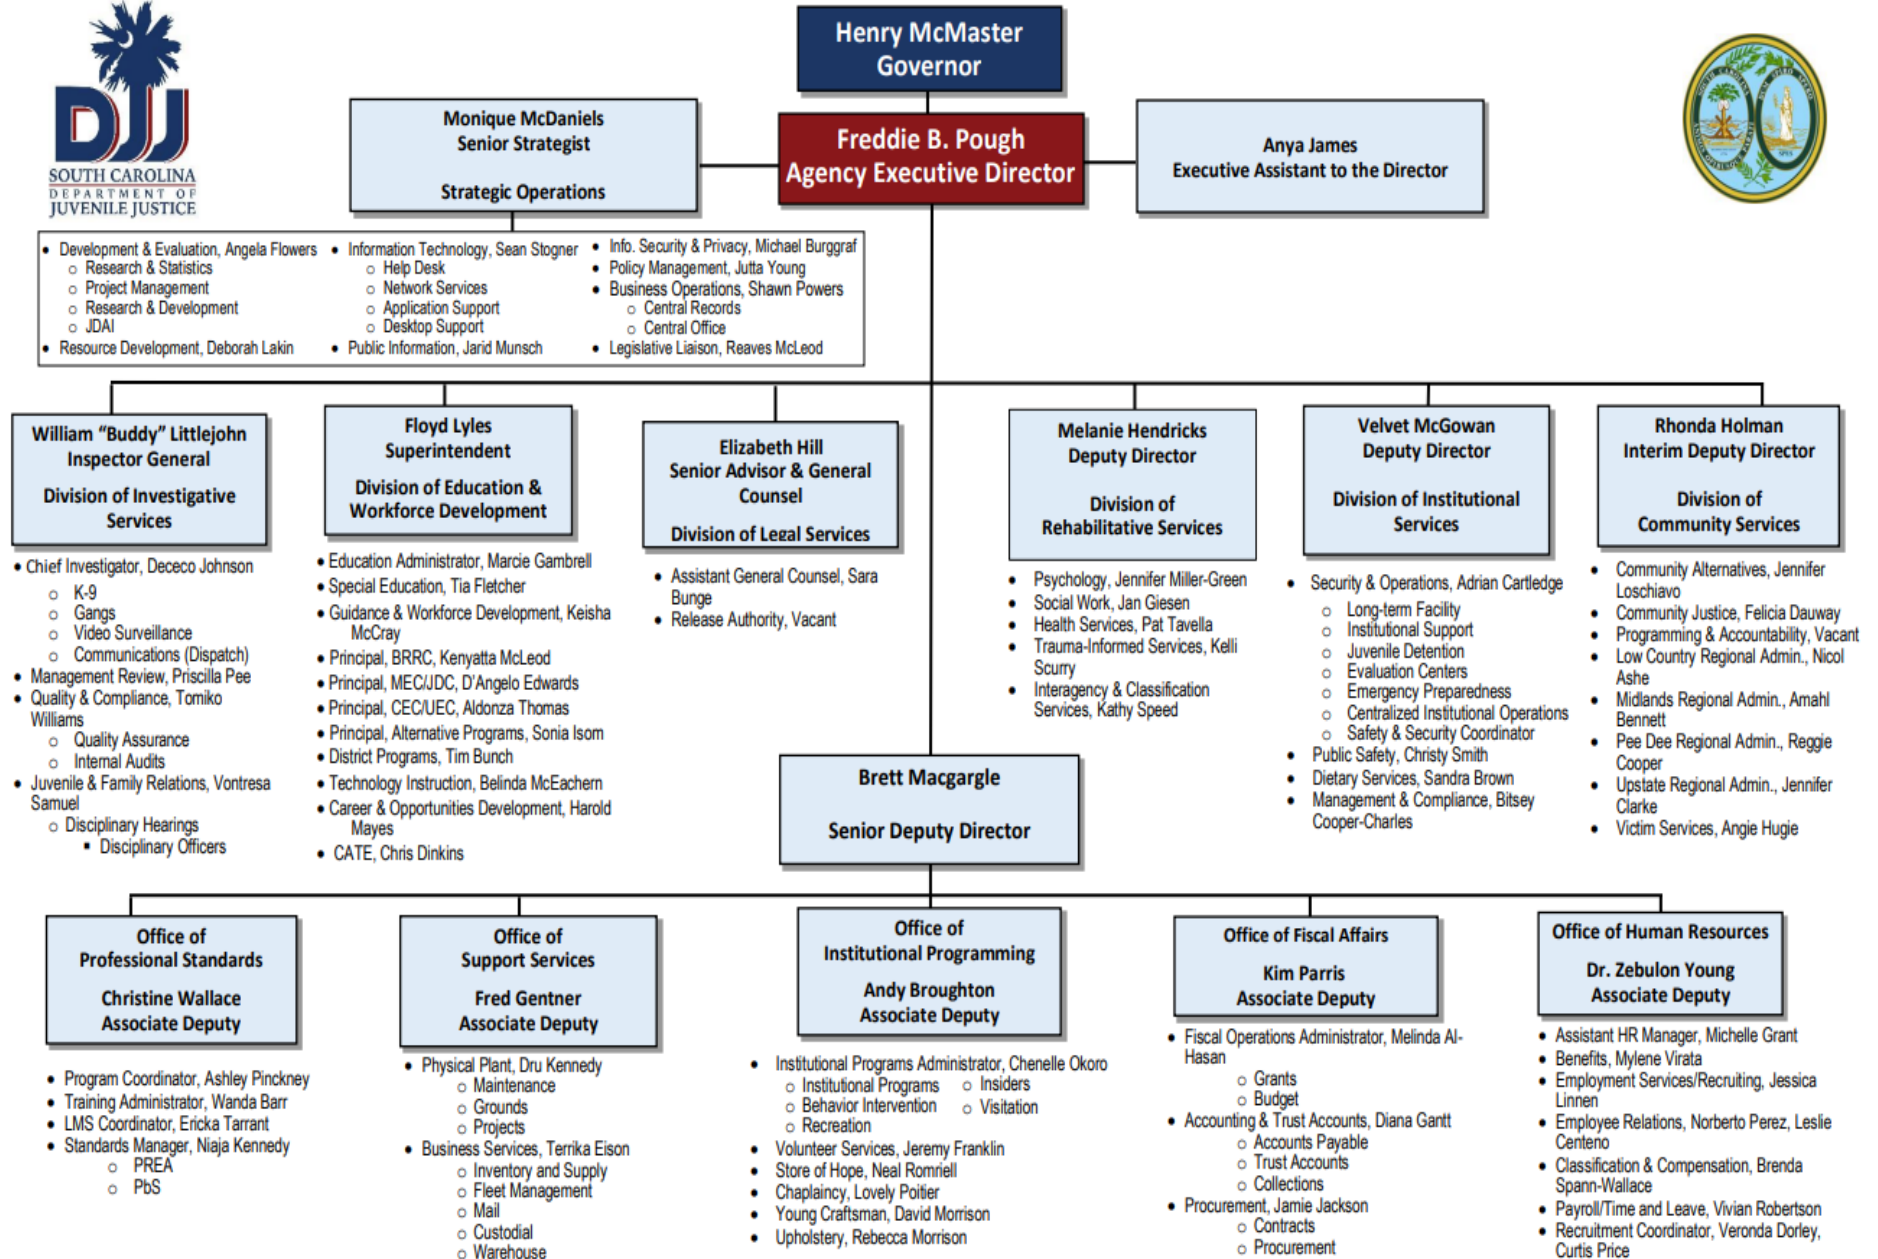 Henry McMaster
Governor
DJJ
SOUTH CAROLINA
DEPARTMENT OF
JUVENILE JUSTICE
Monique McDaniels
Senior Strategist
Strategic Operations
Freddie B. Pough
Agency Executive Director
Anya James
Executive Assistant to the Director
• Development & Evaluation, Angela Flowers
o Research & Statistics
o Project Management
o Research & Development
o JDAI
• Resource Development, Deborah Lakin
• Information Technology, Sean Stogner
o Help Desk
o Network Services
o Application Support
o Desktop Support
• Public Information, Jarid Munsch
• Info. Security & Privacy, Michael Burggraf
• Policy Management, Jutta Young
• Business Operations, Shawn Powers
o Central Records
o Central Office
• Legislative Liaison, Reaves McLeod
William “Buddy” Littlejohn
Inspector General
Division of Investigative
Services
• Chief Investigator, Dececo Johnson
o K-9
o Gangs
o Video Surveillance
o Communications (Dispatch)
• Management Review, Priscilla Pee
• Quality & Compliance, Tomiko
Williams
o Quality Assurance
o Internal Audits
• Juvenile & Family Relations, Vontresa
Samuel
o Disciplinary Hearings
▪ Disciplinary Officers
Floyd Lyles
Superintendent
Division of Education &
Workforce Development
• Education Administrator, Marcie Gambrell
• Special Education, Tia Fletcher
• Guidance & Workforce Development, Keisha
McCray
• Principal, BRRC, Kenyatta McLeod
• Principal, MEC/JDC, D’Angelo Edwards
• Principal, CEC/UEC, Aldonza Thomas
• Principal, Alternative Programs, Sonia Isom
• District Programs, Tim Bunch
• Technology Instruction, Belinda McEachern
• Career & Opportunities Development, Harold
Mayes
• CATE, Chris Dinkins
Elizabeth Hill
Senior Advisor & General
Counsel
Division of Legal Services
• Assistant General Counsel, Sara
Bunge
• Release Authority, Vacant
Melanie Hendricks
Deputy Director
Division of
Rehabilitative Services
• Psychology, Jennifer Miller-Green
• Social Work, Jan Giesen
• Health Services, Pat Tavella
• Trauma-Informed Services, Kelli
Scurry
• Interagency & Classification
Services, Kathy Speed
Velvet McGowan
Deputy Director
Division of Institutional
Services
• Security & Operations, Adrian Cartledge
o Long-term Facility
o Institutional Support
o Juvenile Detention
o Evaluation Centers
o Emergency Preparedness
o Centralized Institutional Operations
o Safety & Security Coordinator
• Public Safety, Christy Smith
• Dietary Services, Sandra Brown
• Management & Compliance, Bitsey
Cooper-Charles
Rhonda Holman
Interim Deputy Director
Division of
Community Services
• Community Alternatives, Jennifer
Loschiavo
• Community Justice, Felicia Dauway
• Programming & Accountability, Vacant
• Low Country Regional Admin., Nicol
Ashe
• Midlands Regional Admin., Amahl
Bennett
• Pee Dee Regional Admin., Reggie
Cooper
• Upstate Regional Admin., Jennifer
Clarke
• Victim Services, Angie Hugie
Brett Macgargle
Senior Deputy Director
Office of
Professional Standards
Christine Wallace
Associate Deputy
• Program Coordinator, Ashley Pinckney
• Training Administrator, Wanda Barr
• LMS Coordinator, Ericka Tarrant
• Standards Manager, Niaja Kennedy
o PREA
o PbS
Office of
Support Services
Fred Gentner
Associate Deputy
• Physical Plant, Dru Kennedy
o Maintenance
o Grounds
o Projects
• Business Services, Terrika Eison
o Inventory and Supply
o Fleet Management
o Mail
o Custodial
o Warehouse
Office of
Institutional Programming
Andy Broughton
Associate Deputy
• Institutional Programs Administrator, Chenelle Okoro
o Institutional Programs o Insiders
o Behavior Intervention o Visitation
o Recreation
• Volunteer Services, Jeremy Franklin
• Store of Hope, Neal Romriell
• Chaplaincy, Lovely Poitier
• Young Craftsman, David Morrison
• Upholstery, Rebecca Morrison
Office of Fiscal Affairs
Kim Parris
Associate Deputy
• Fiscal Operations Administrator, Melinda Al-
Hasan
o Grants
o Budget
• Accounting & Trust Accounts, Diana Gantt
o Accounts Payable
o Trust Accounts
o Collections
• Procurement, Jamie Jackson
o Contracts
o Procurement
Office of Human Resources
Dr. Zebulon Young
Associate Deputy
• Assistant HR Manager, Michelle Grant
• Benefits, Mylene Virata
• Employment Services/Recruiting, Jessica
Linnen
• Employee Relations, Norberto Perez, Leslie
Centeno
• Classification & Compensation, Brenda
Spann-Wallace
• Payroll/Time and Leave, Vivian Robertson
• Recruitment Coordinator, Veronda Dorley,
Curtis Price